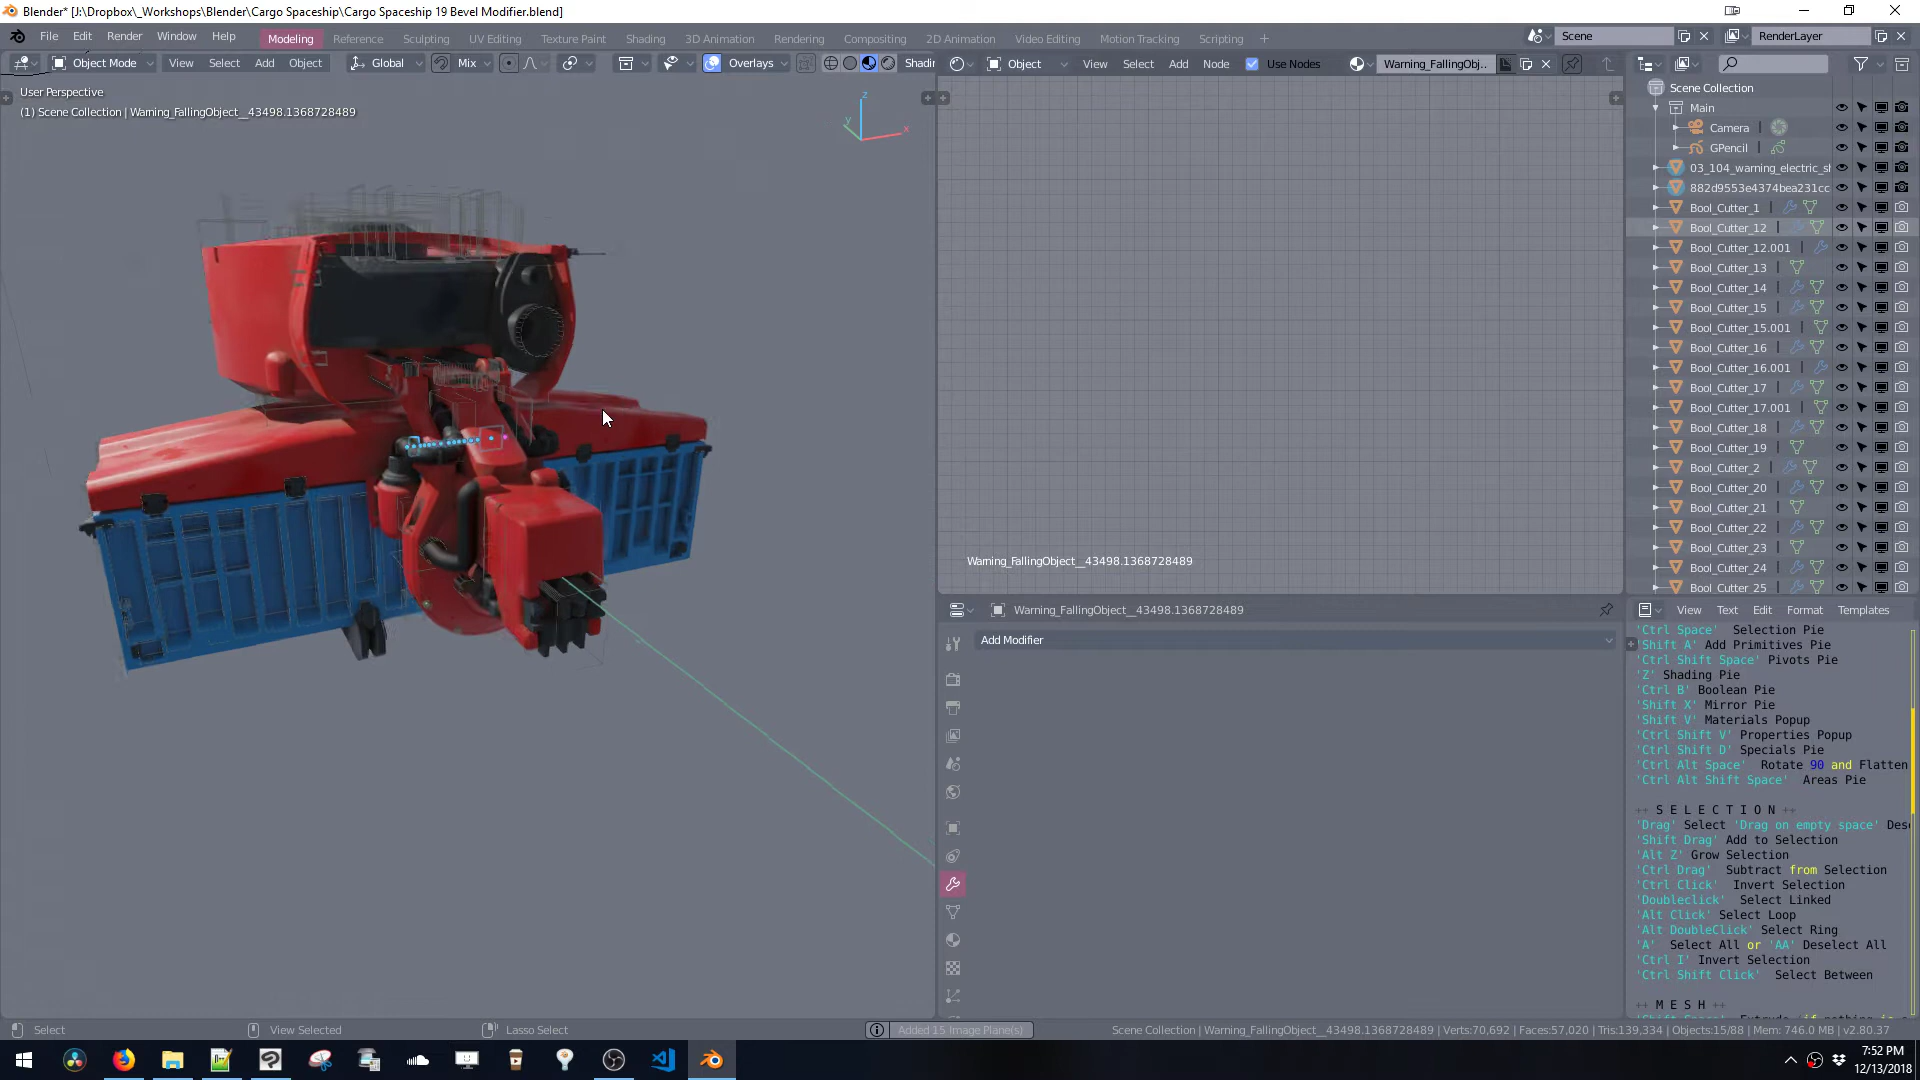 Blender* [J:\Dropbox\_Workshops\Blender\Cargo Spaceship\Cargo Spaceship 19 Bevel Modifier.blend]
File Edit Render Window Help Modeling Reference Sculpting UV Editing Texture Paint Shading 3D Animation Rendering Compositing 2D Animation Video Editing Motion Tracking Scripting Scene RenderLayer
Object Mode View Select Add Object Global Mix Overlays Shadin Object View Select Add Node Use Nodes Warning_FallingObj..
User Perspective
(1) Scene Collection | Warning_FallingObject__43498.1368728489
z
y
x
Warning_FallingObject__43498.1368728489
Warning_FallingObject__43498.1368728489
Add Modifier
Scene Collection
Main
Camera
GPencil
03_104_warning_electric_sh
882d9553e4374bea231cc
Bool_Cutter_1
Bool_Cutter_12
Bool_Cutter_12.001
Bool_Cutter_13
Bool_Cutter_14
Bool_Cutter_15
Bool_Cutter_15.001
Bool_Cutter_16
Bool_Cutter_16.001
Bool_Cutter_17
Bool_Cutter_17.001
Bool_Cutter_18
Bool_Cutter_19
Bool_Cutter_2
Bool_Cutter_20
Bool_Cutter_21
Bool_Cutter_22
Bool_Cutter_23
Bool_Cutter_24
Bool_Cutter_25
View Text Edit Format Templates
'Ctrl Space' Selection Pie
'Shift A' Add Primitives Pie
'Ctrl Shift Space' Pivots Pie
'Z' Shading Pie
'Ctrl B' Boolean Pie
'Shift X' Mirror Pie
'Shift V' Materials Popup
'Ctrl Shift V' Properties Popup
'Ctrl Shift D' Specials Pie
'Ctrl Alt Space' Rotate 90 and Flatten
'Ctrl Alt Shift Space' Areas Pie
++ S E L E C T I O N ++
'Drag' Select 'Drag on empty space' Des
'Shift Drag' Add to Selection
'Alt Z' Grow Selection
'Ctrl Drag' Subtract from Selection
'Ctrl Click' Invert Selection
'Doubleclick' Select Linked
'Alt Click' Select Loop
'Alt DoubleClick' Select Ring
'A' Select All or 'AA' Deselect All
'Ctrl I' Invert Selection
'Ctrl Shift Click' Select Between
++ M E S H ++
Select View Selected Lasso Select Added 15 Image Plane(s) Scene Collection | Warning_FallingObject__43498.1368728489 | Verts:70,692 | Faces:57,020 | Tris:139,334 | Objects:15/88 | Mem: 746.0 MB | v2.80.37
7:52 PM
12/13/2018